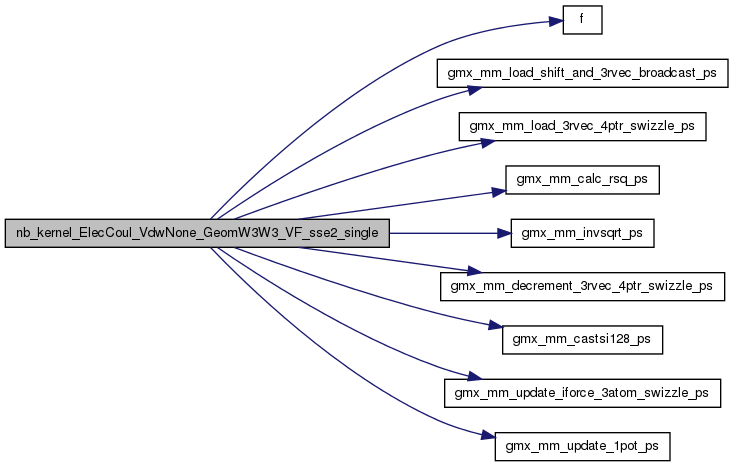 f
gmx_mm_load_shift_and_3rvec_broadcast_ps
gmx_mm_load_3rvec_4ptr_swizzle_ps
gmx_mm_calc_rsq_ps
nb_kernel_ElecCoul_VdwNone_GeomW3W3_VF_sse2_single
gmx_mm_invsqrt_ps
gmx_mm_decrement_3rvec_4ptr_swizzle_ps
gmx_mm_castsi128_ps
gmx_mm_update_iforce_3atom_swizzle_ps
gmx_mm_update_1pot_ps